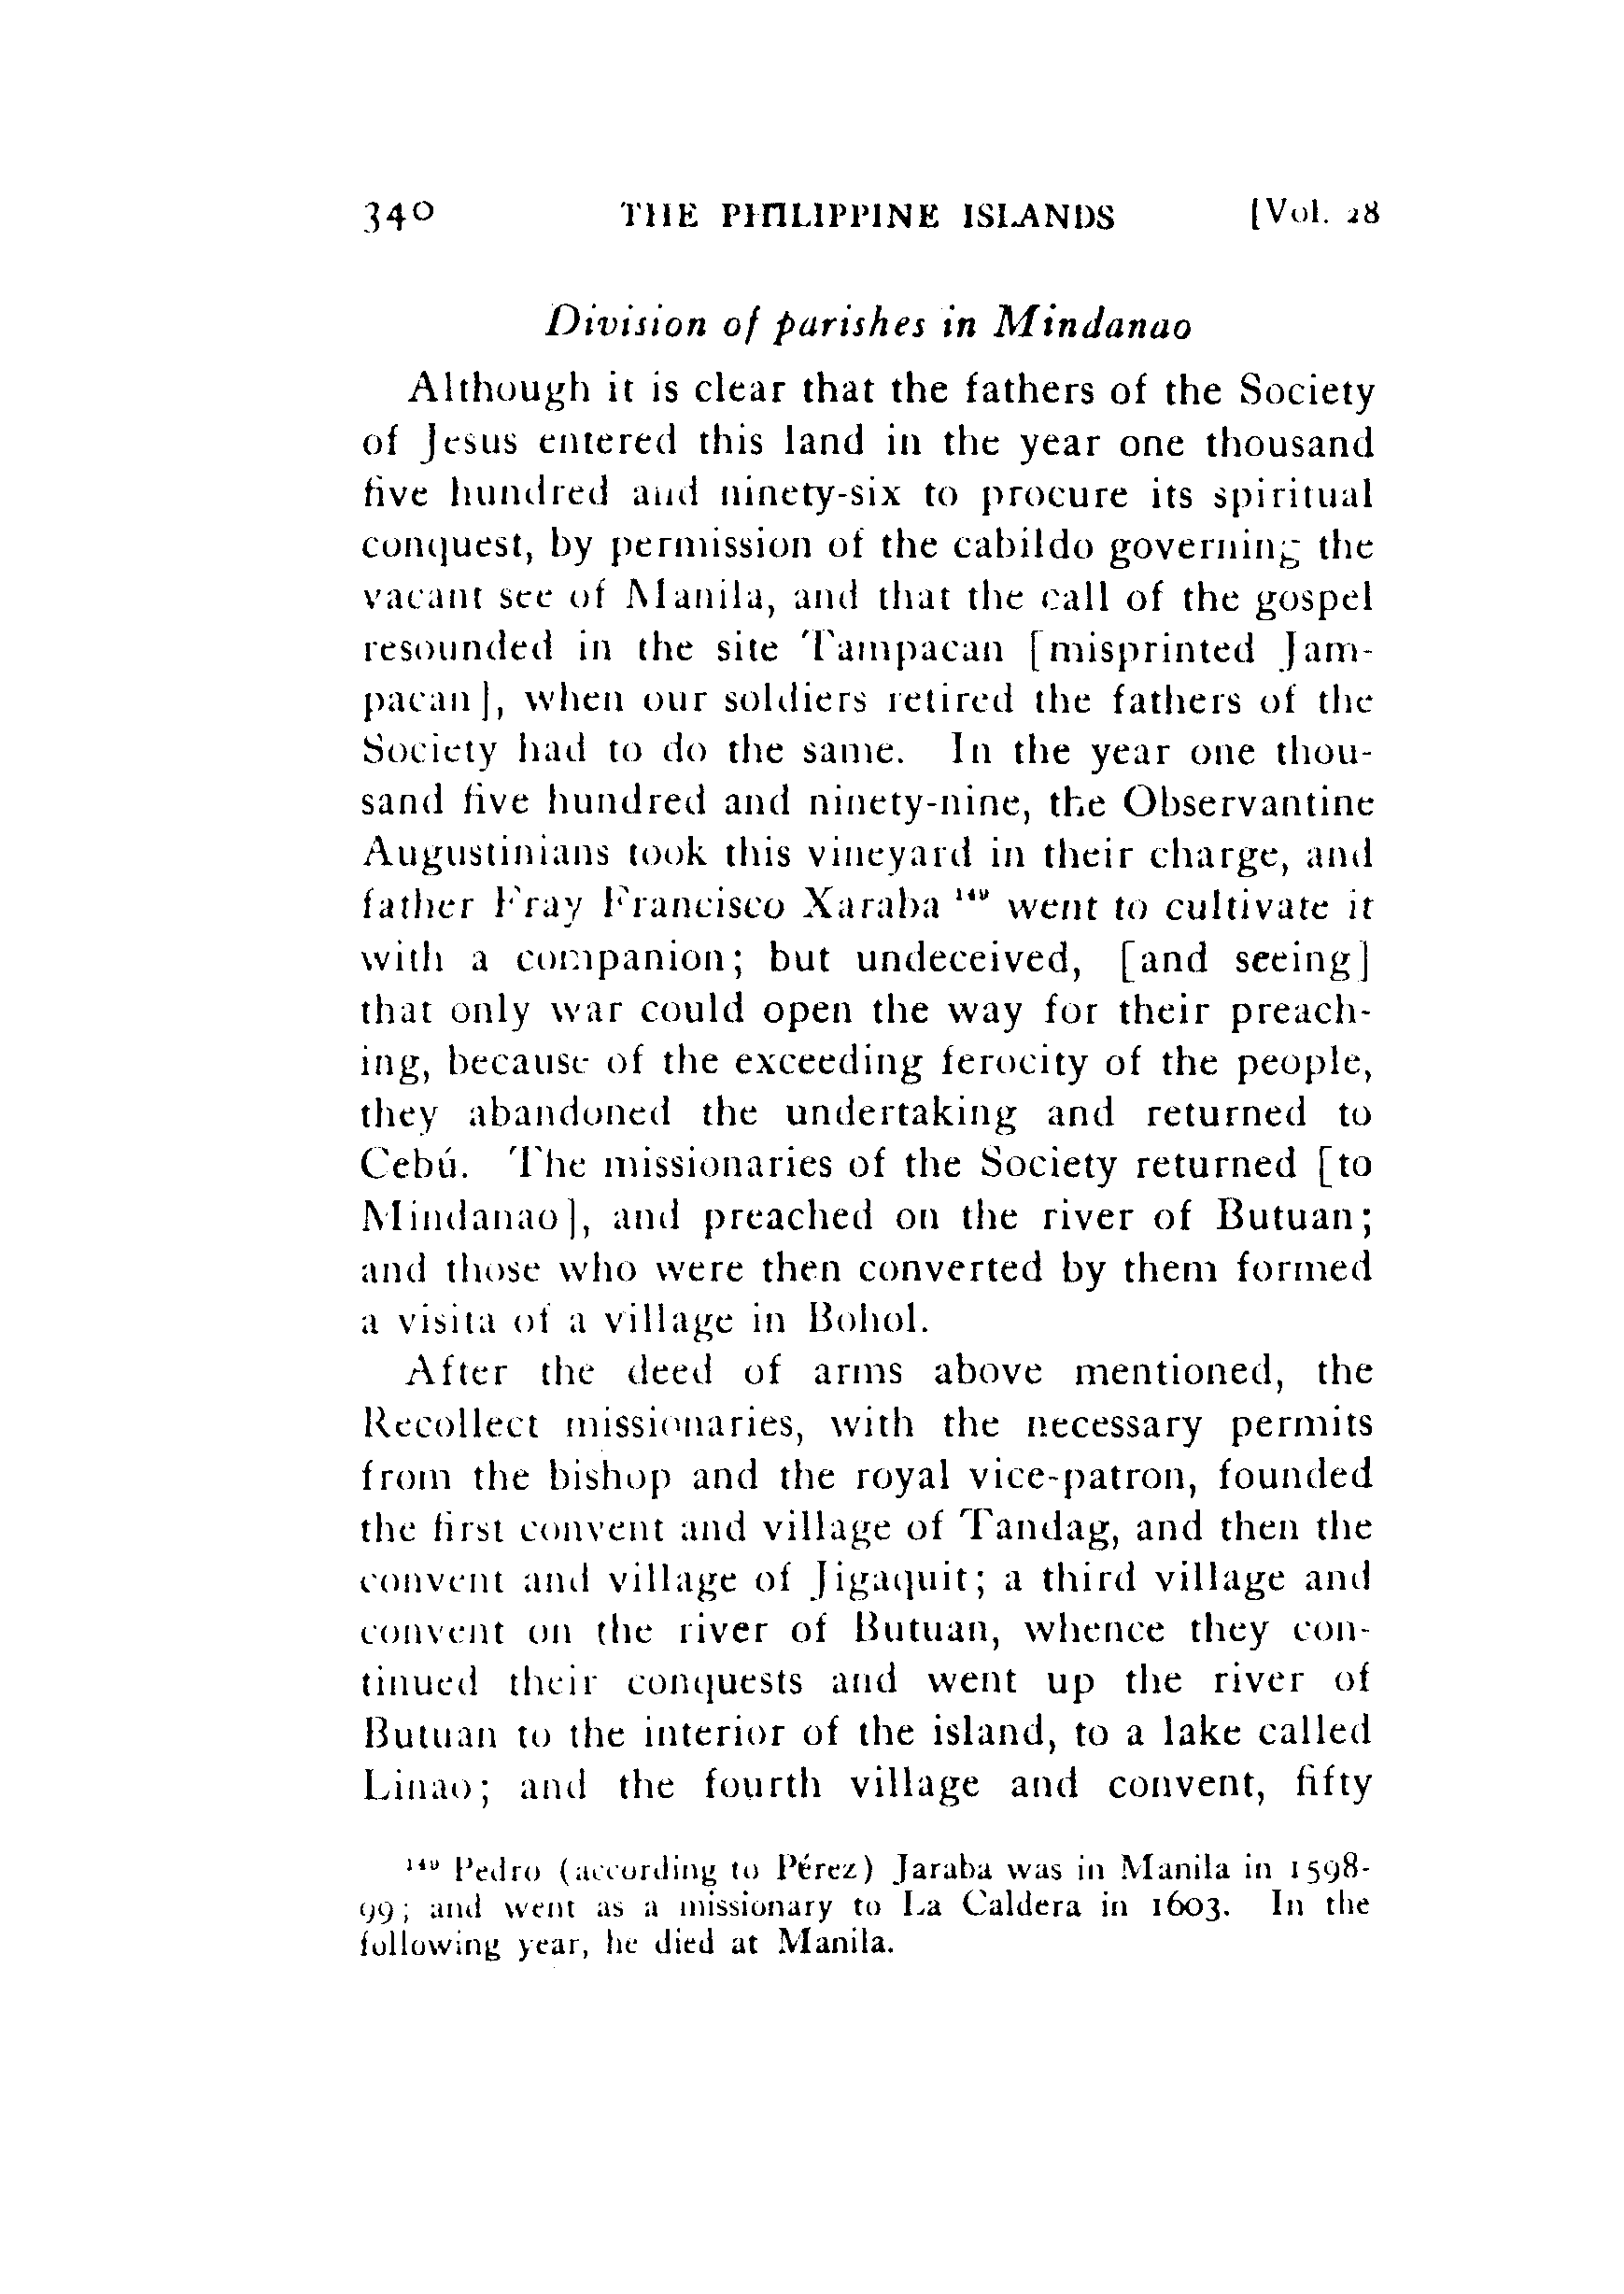 340 THE PHILIPPINE ISLANDS [Vol. 28
Division of parishes in Mindanao
Although it is clear that the fathers of the Society
of Jesus entered this land in the year one thousand
five hundred and ninety-six to procure its spiritual
conquest, by permission of the cabildo governing the
vacant see of Manila, and that the call of the gospel
resounded in the site Tampacan [misprinted Jam-
pacan], when our soldiers retired the fathers of the
Society had to do the same. In the year one thou-
sand five hundred and ninety-nine, the Observantine
Augustinians took this vineyard in their charge, and
father Fray Francisco Xaraba went to cultivate it
with a companion; but undeceived, [and seeing]
that only war could open the way for their preach-
ing, because of the exceeding ferocity of the people,
they abandoned the undertaking and returned to
Cebú. The missionaries of the Society returned [to
Mindanao], and preached on the river of Butuan;
and those who were then converted by them formed
a visita of a village in Bohol.
After the deed of arms above mentioned, the
Recollect missionaries, with the necessary permits
from the bishop and the royal vice-patron, founded
the first convent and village of Tandag, and then the
convent and village of Jigaquit; a third village and
convent on the river of Butuan, whence they con-
tinued their conquests and went up the river of
Butuan to the interior of the island, to a lake called
Linao; and the fourth village and convent, fifty
Pedro (according to Pérez) Jaraba was in Manila in 1598-
99; and went as a missionary to La Caldera in 1603. In the
following year, he died at Manila.